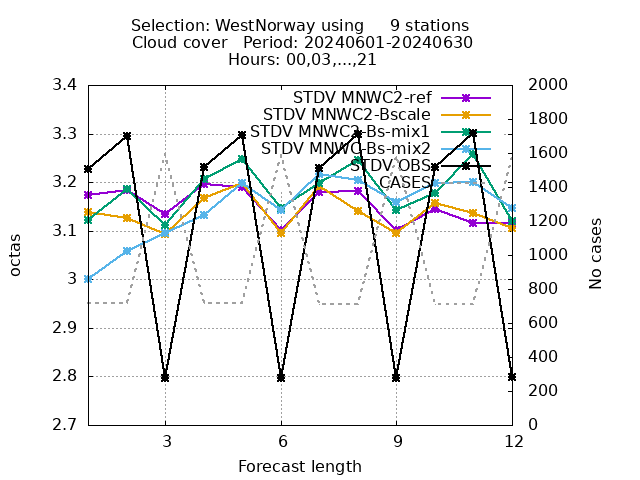 Selection: WestNorway using 9 stations
Cloud cover Period: 20240601-20240630
Hours: 00,03,...,21
STDV MNWC2-ref
STDV MNWC2-Bscale
STDV MNWC2-Bs-mix1
STDV MNWC-Bs-mix2
STDV OBS
CASES
3.4
3.3
3.2
3.1
3
2.9
2.8
2.7
octas
2000
1800
1600
1400
1200
1000
800
600
400
200
0
No cases
3 6 9 12
Forecast length